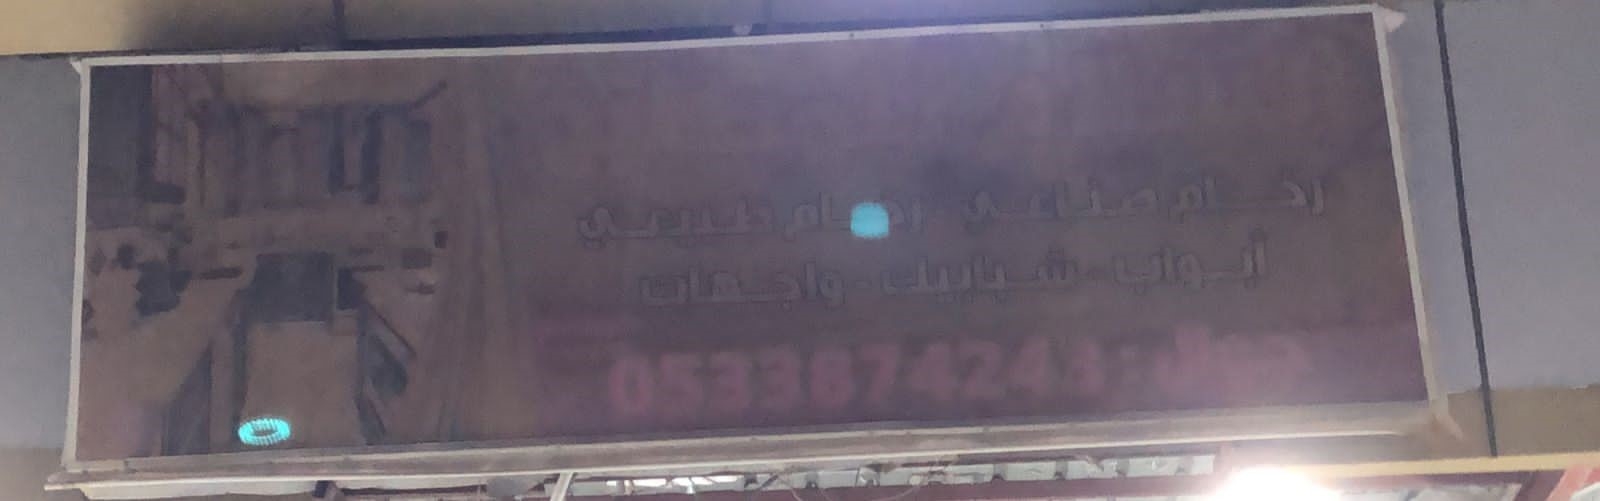 رخام صناعي - رخام طبيعي
أبواب - شبابيك - واجهات
جوال: 0533874243